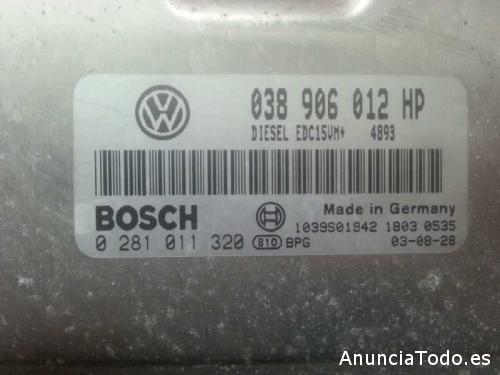 038 906 012 HP
DIESEL EDC15VM+ 4893
BOSCH
Made in Germany
0 281 011 320 810 BPG
1039S01942 1803 0535
03-08-28
AnunciaTodo.es